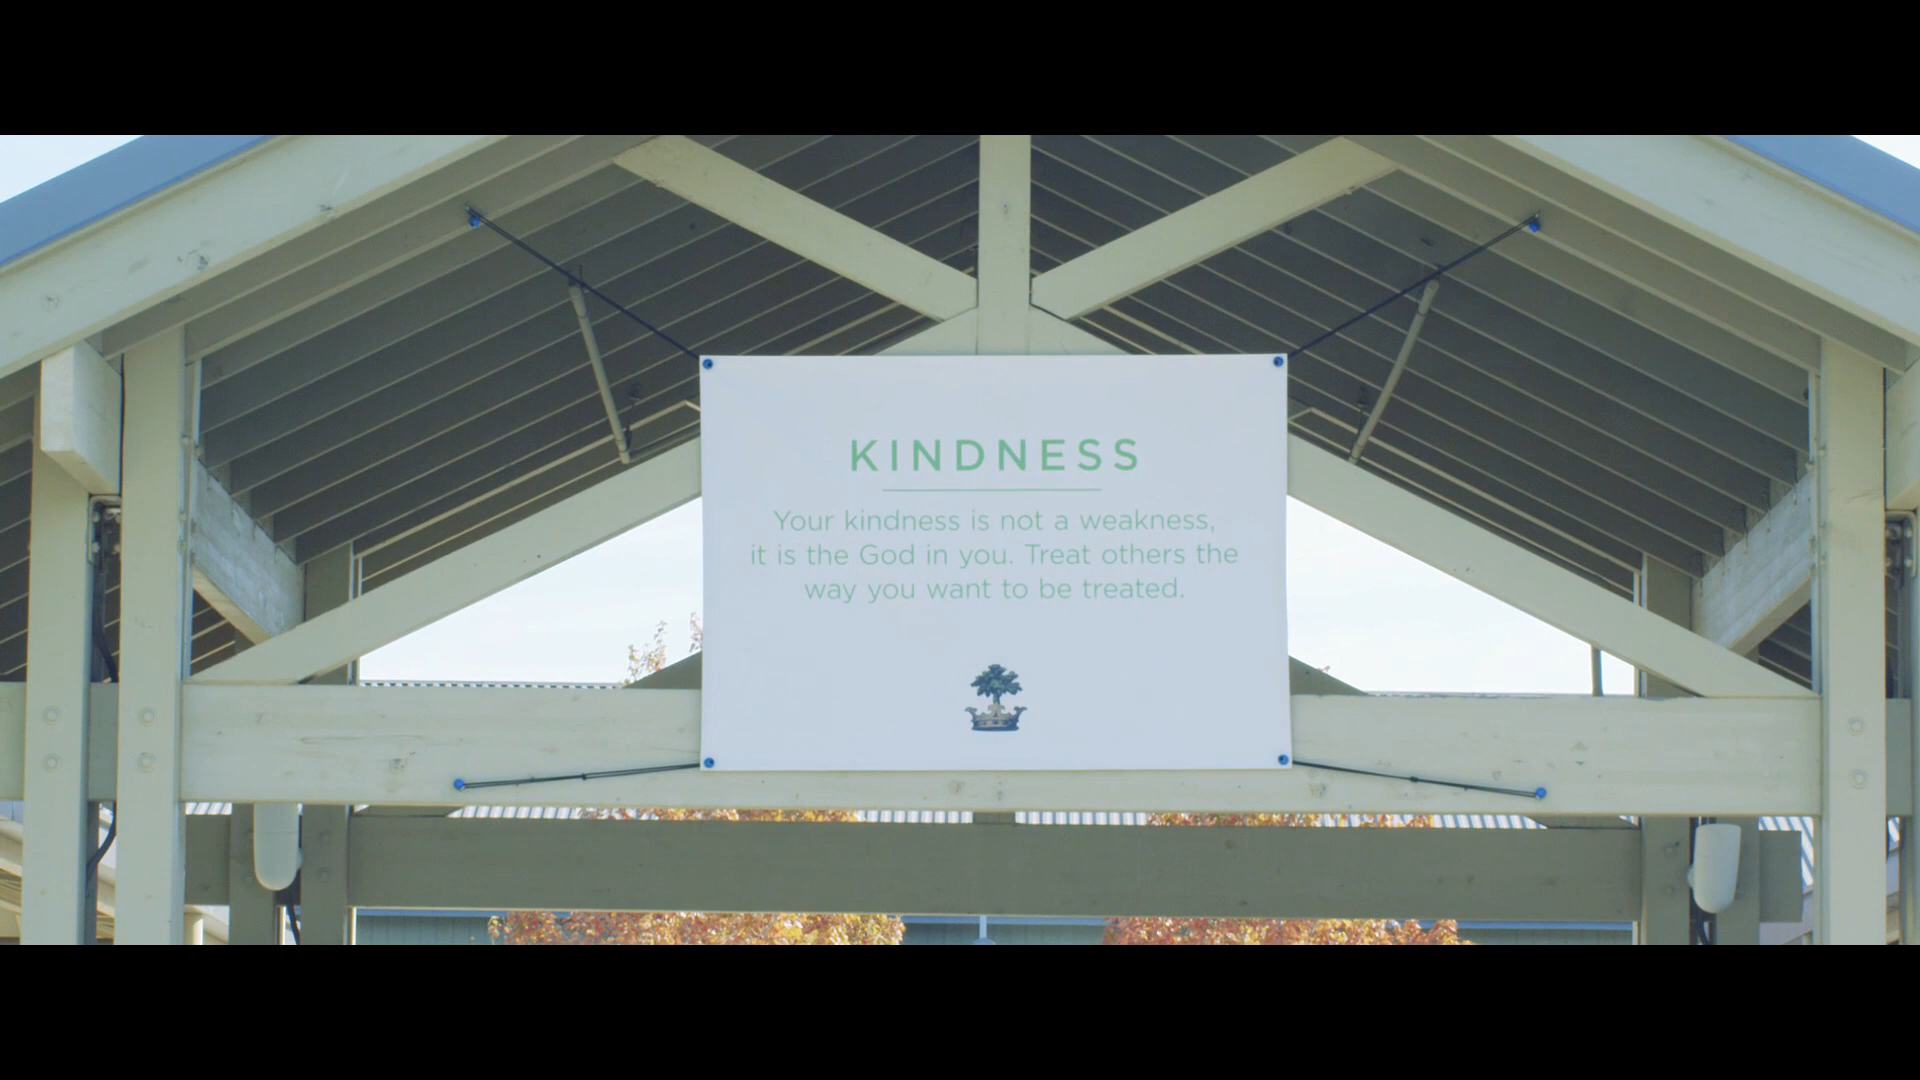 KINDNESS
Your kindness is not a weakness,
it is the God in you. Treat others the
way you want to be treated.